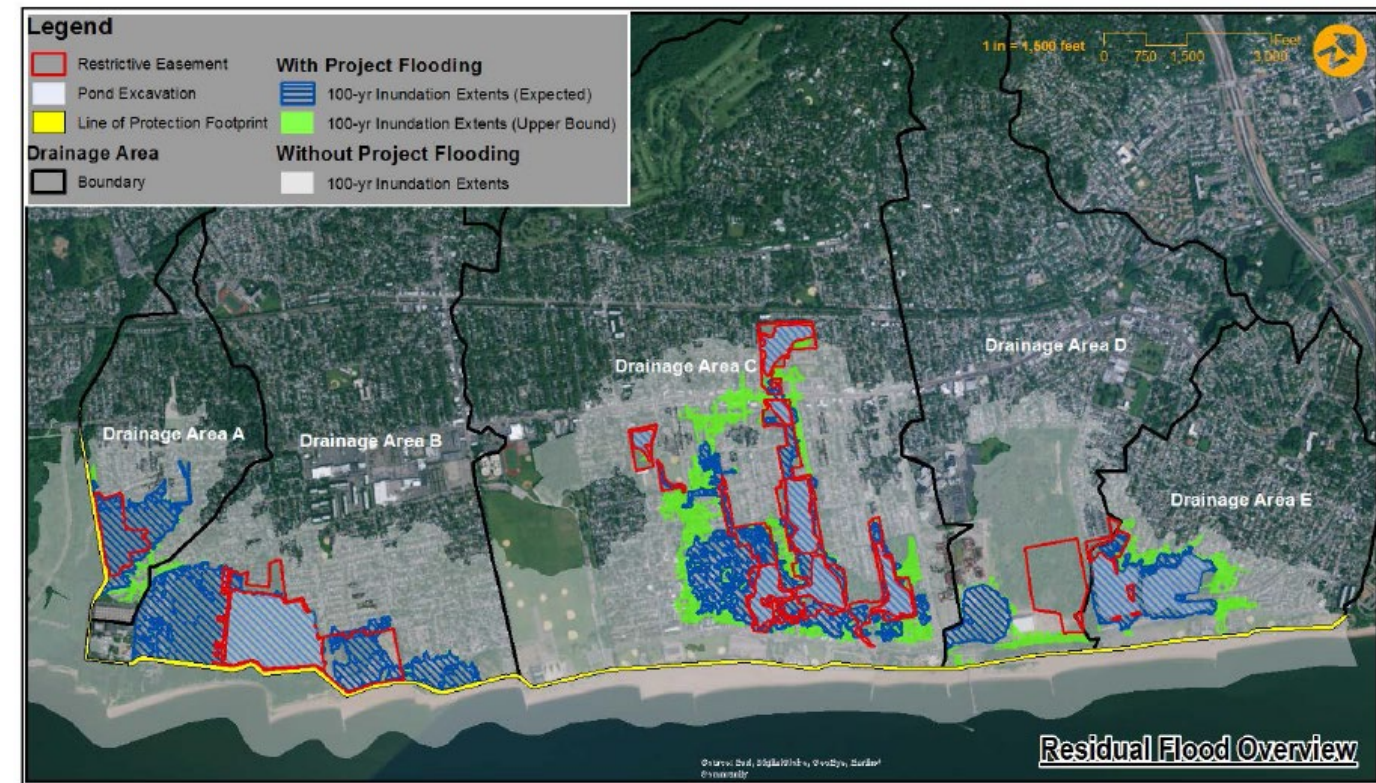 Legend
Restrictive Easement
Pond Excavation
Line of Protection Footprint
Drainage Area
Boundary
With Project Flooding
100-yr Inundation Extents (Expected)
100-yr Inundation Extents (Upper Bound)
Without Project Flooding
100-yr Inundation Extents
1 in = 1,500 feet
Feet
0 750 1,500 3,000
Drainage Area A
Drainage Area B
Drainage Area C
Drainage Area D
Drainage Area E
Residual Flood Overview